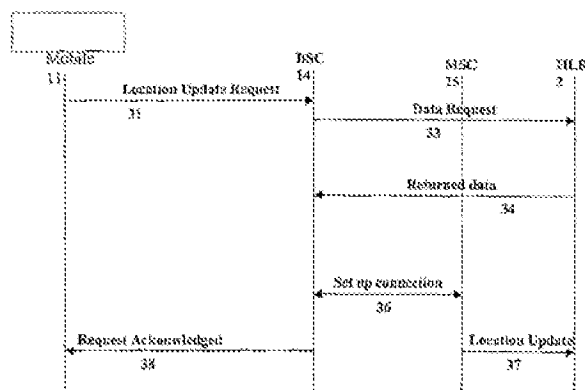 Mobile
11
BSC
14
MSC
15
HLR
2
Location Update Request
31
Data Request
33
Returned data
34
Set up connection
36
Request Acknowledged
38
Location Update
37